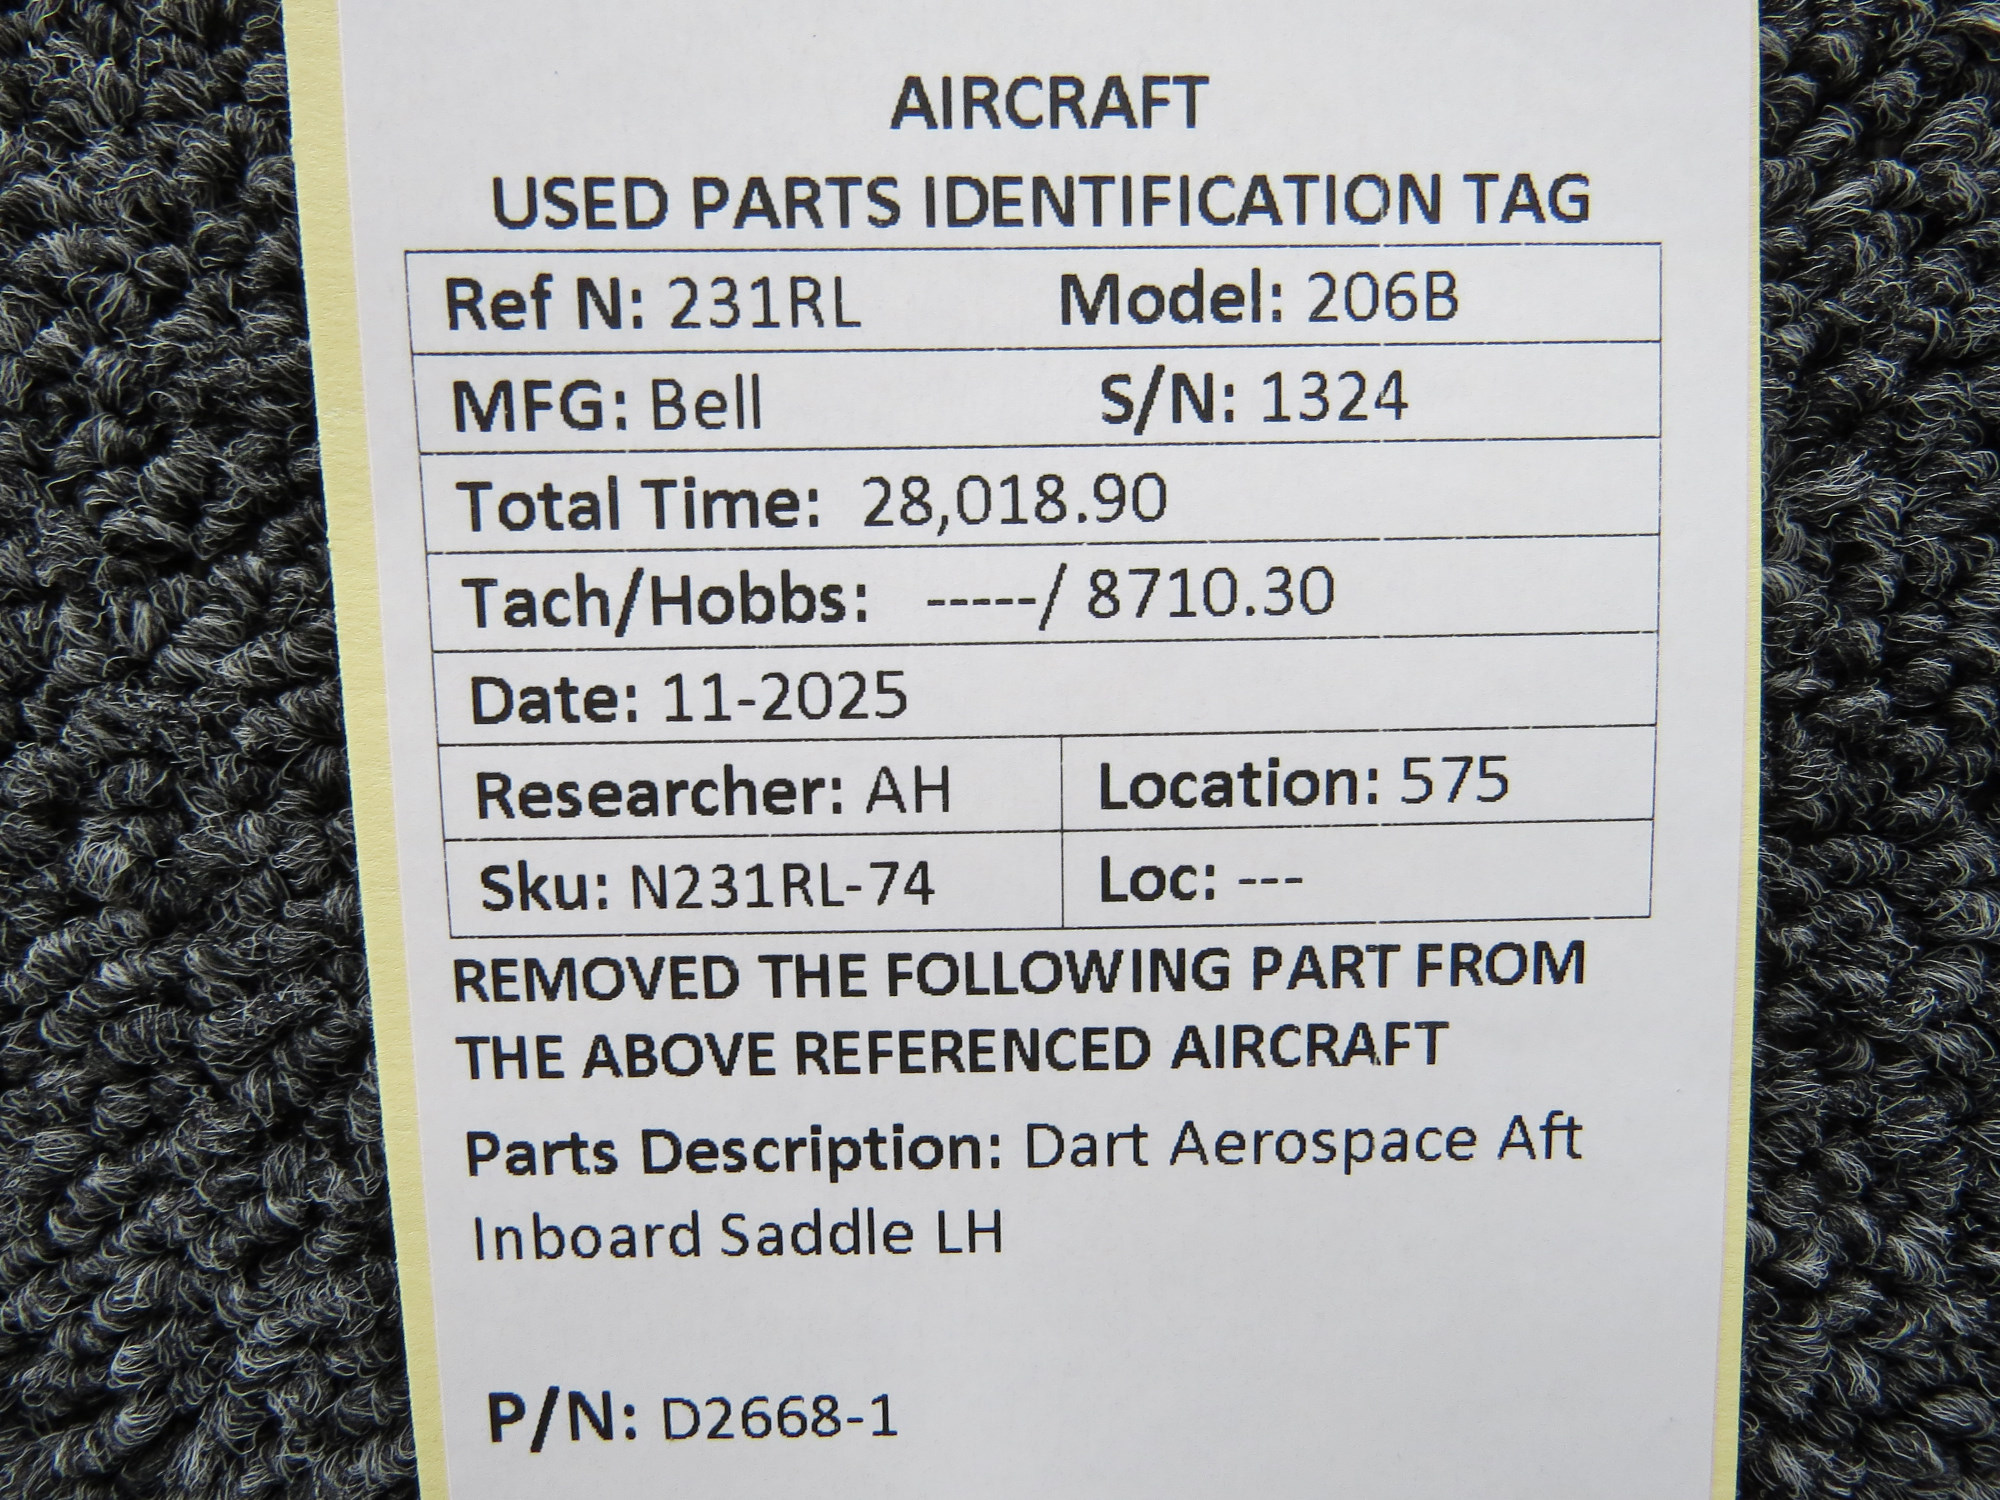 AIRCRAFT
USED PARTS IDENTIFICATION TAG
Ref N: 231RL Model: 206B
MFG: Bell S/N: 1324
Total Time: 28,018.90
Tach/Hobbs: -----/ 8710.30
Date: 11-2025
Researcher: AH Location: 575
Sku: N231RL-74 Loc: ---
REMOVED THE FOLLOWING PART FROM
THE ABOVE REFERENCED AIRCRAFT
Parts Description: Dart Aerospace Aft
Inboard Saddle LH
P/N: D2668-1